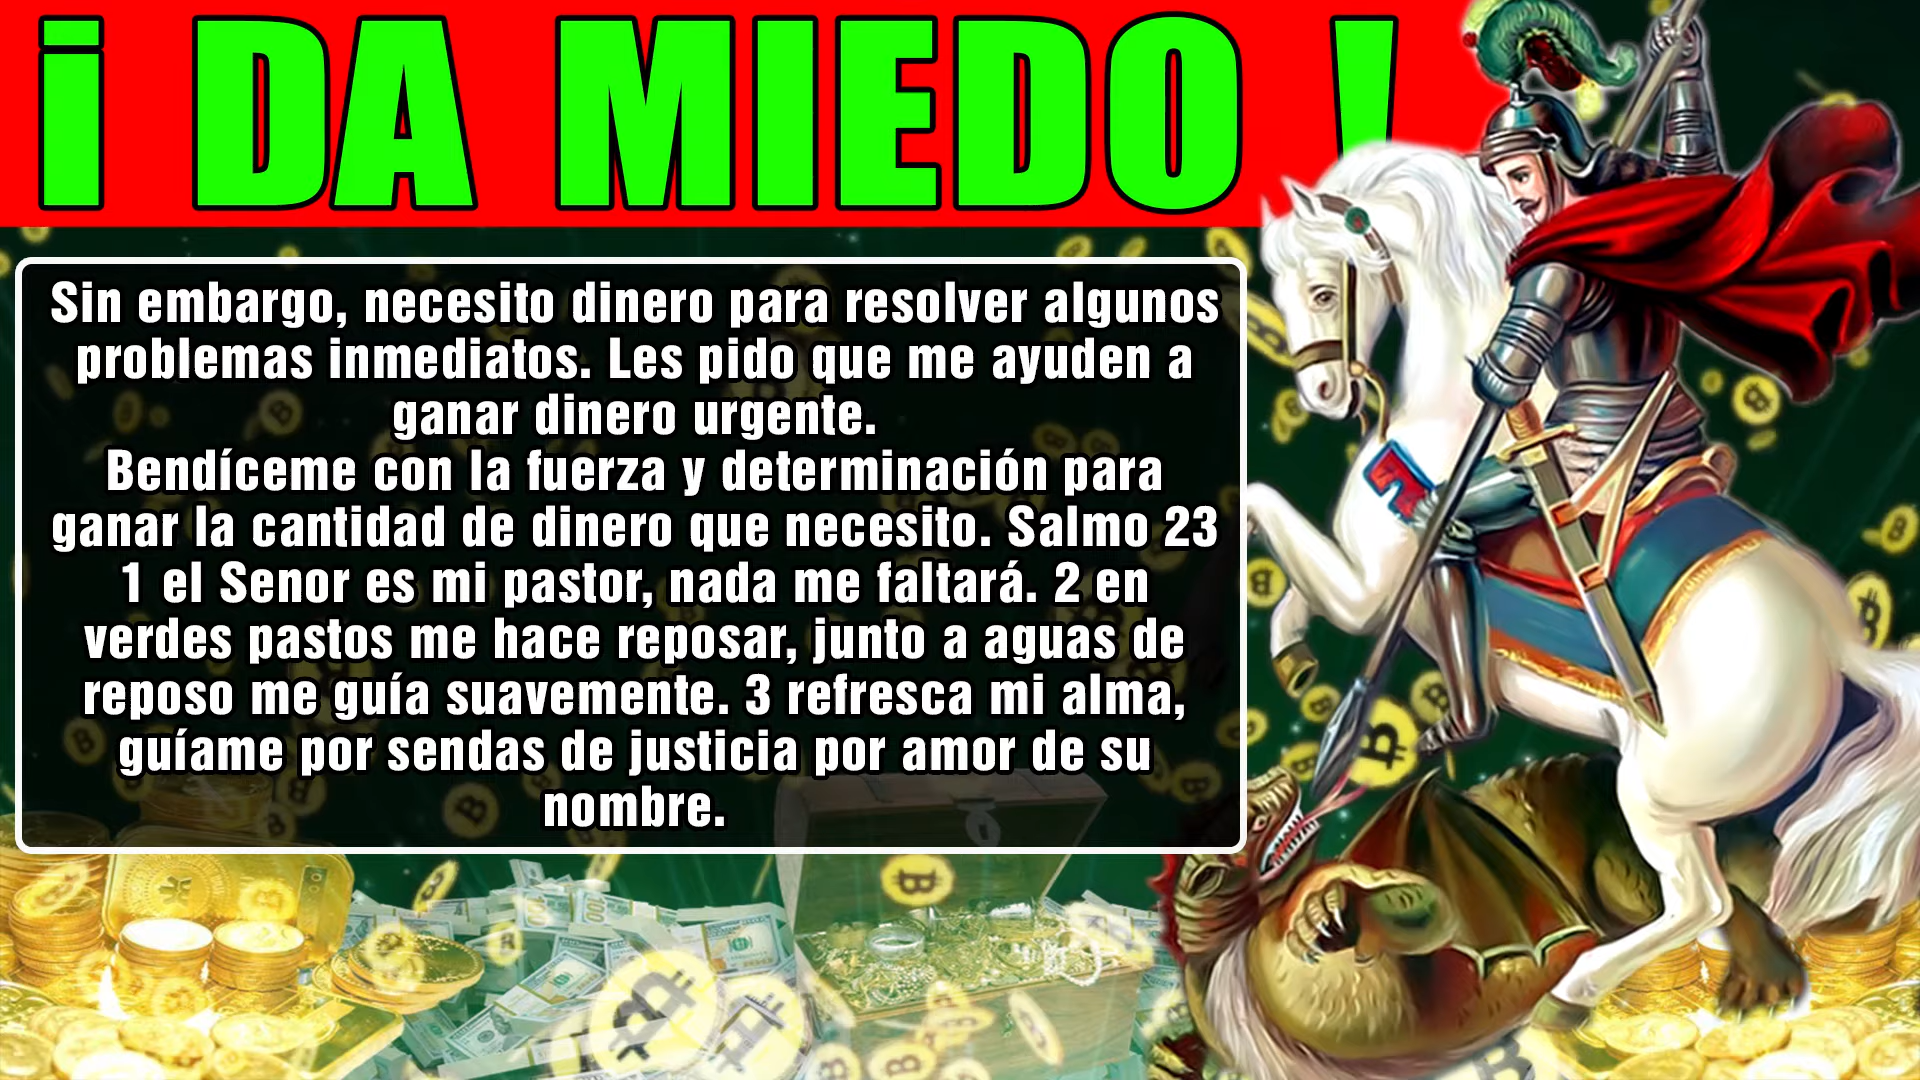 ¡ DA MIEDO !
Sin embargo, necesito dinero para resolver algunos
problemas inmediatos. Les pido que me ayuden a
ganar dinero urgente.
Bendíceme con la fuerza y determinación para
ganar la cantidad de dinero que necesito. Salmo 23
1 el Senor es mi pastor, nada me faltará. 2 en
verdes pastos me hace reposar, junto a aguas de
reposo me guía suavemente. 3 refresca mi alma,
guíame por sendas de justicia por amor de su
nombre.